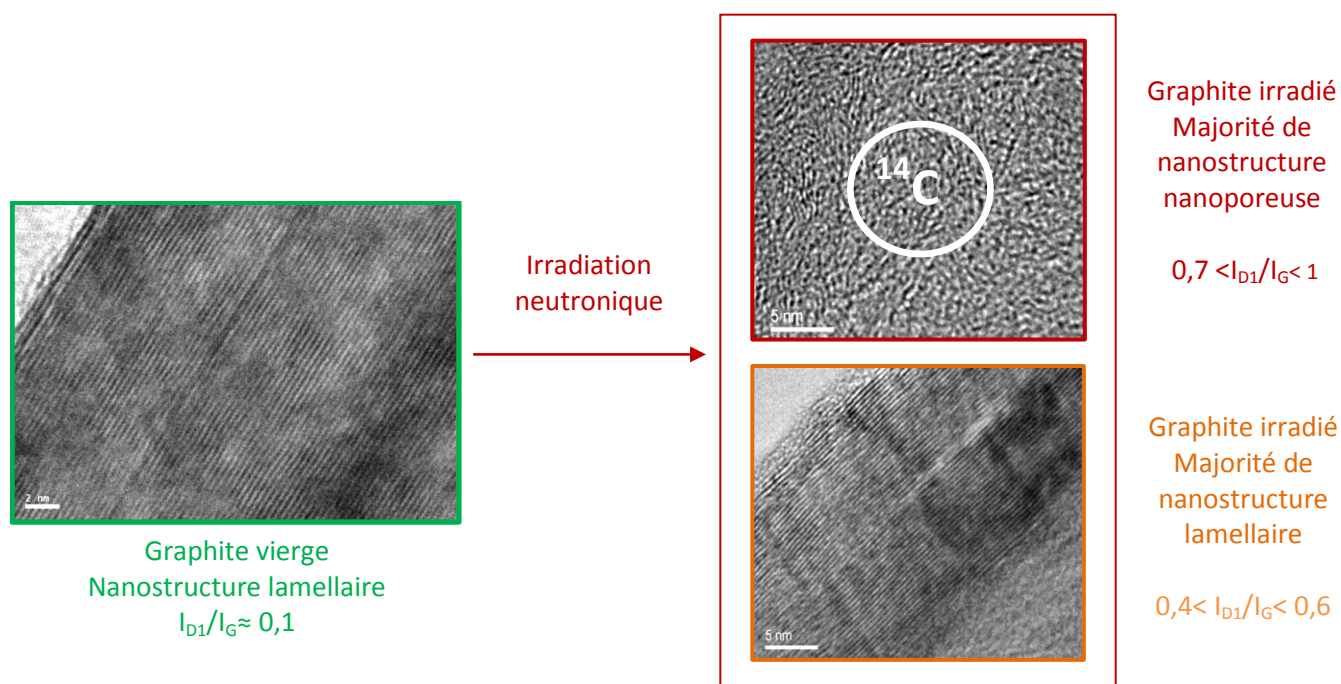 2 nm
Graphite vierge
Nanostructure lamellaire
I_D1/I_G≈ 0,1
Irradiation
neutronique
14C
5 nm
Graphite irradié
Majorité de
nanostructure
nanoporeuse
0,7 <I_D1/I_G< 1
5 nm
Graphite irradié
Majorité de
nanostructure
lamellaire
0,4< I_D1/I_G< 0,6